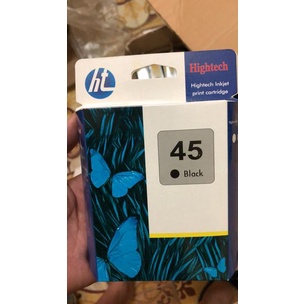 ht
Hightech
Hightech Inkjet
print cartridge
45
Black